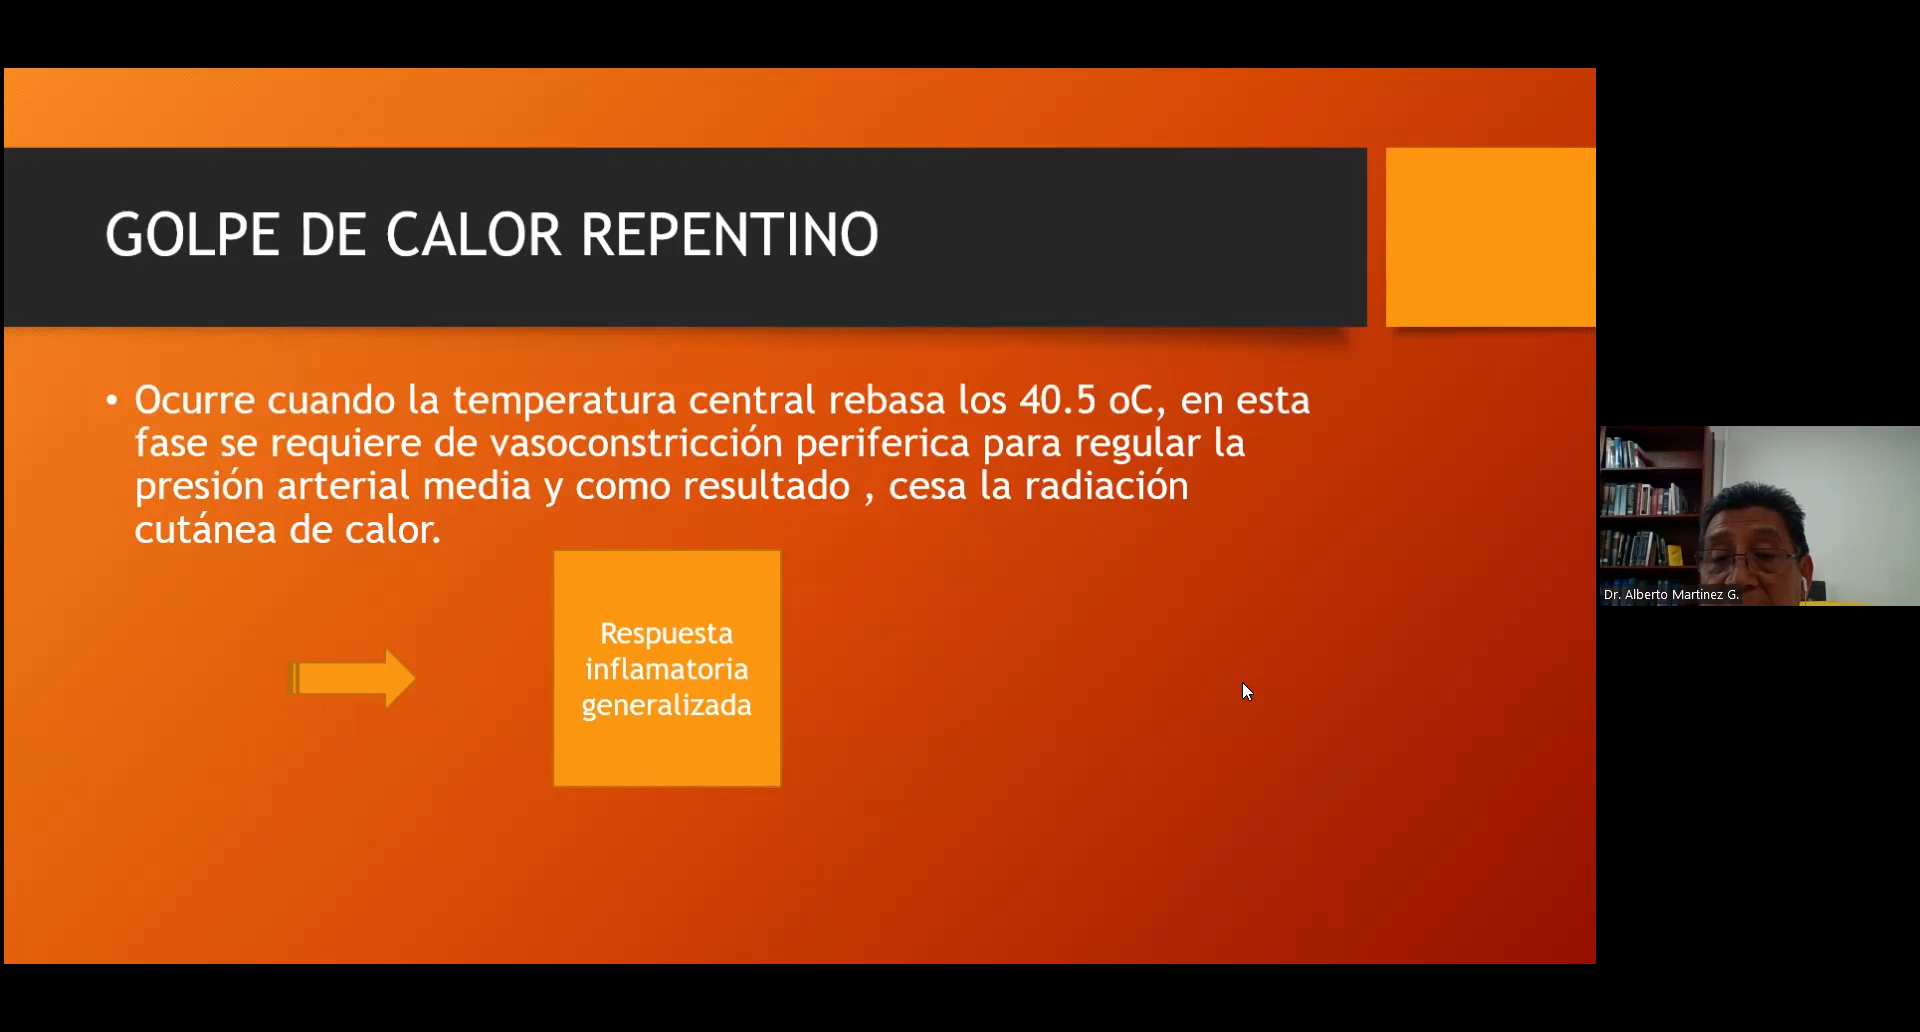 GOLPE DE CALOR REPENTINO
• Ocurre cuando la temperatura central rebasa los 40.5 oC, en esta
fase se requiere de vasoconstricción periferica para regular la
presión arterial media y como resultado , cesa la radiación
cutánea de calor.
Respuesta
inflamatoria
generalizada
Dr. Alberto Martínez G.